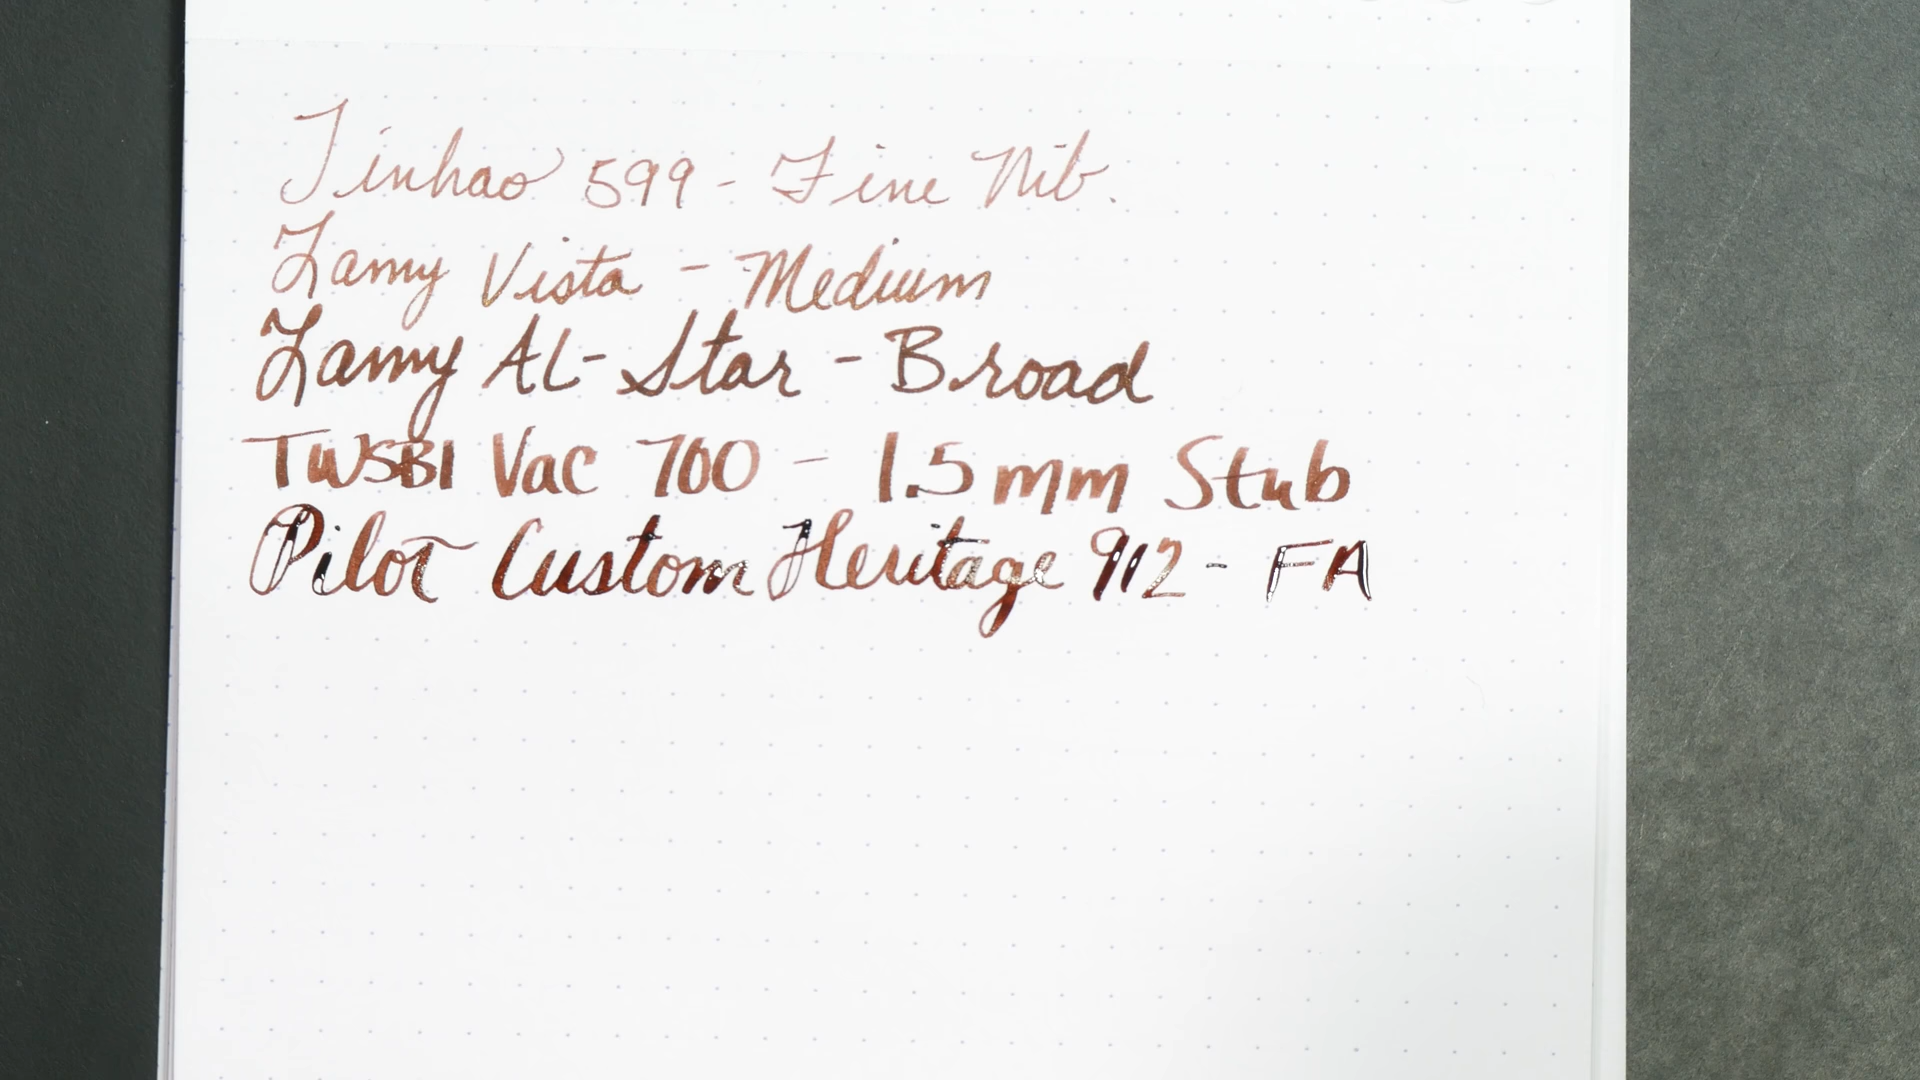 Jinhao 599 - Fine Nib.
Lamy Vista - Medium
Lamy AL-Star - Broad
TWSBI Vac 700 - 1.5mm Stub
Pilot Custom Heritage 912 - FA